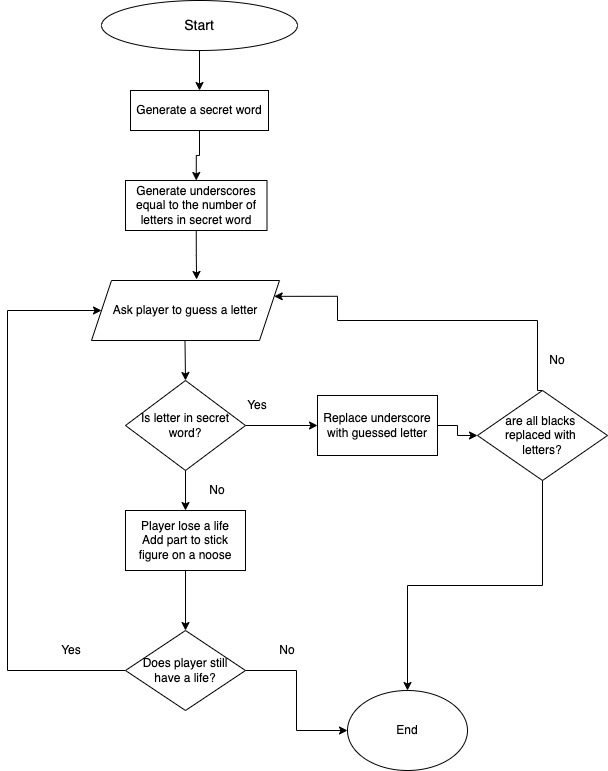 Start
Generate a secret word
Generate underscores
equal to the number of
letters in secret word
Ask player to guess a letter
No
Is letter in secret
word?
Yes
Replace underscore
with guessed letter
are all blacks
replaced with
letters?
No
Player lose a life
Add part to stick
figure on a noose
Yes
Does player still
have a life?
No
End